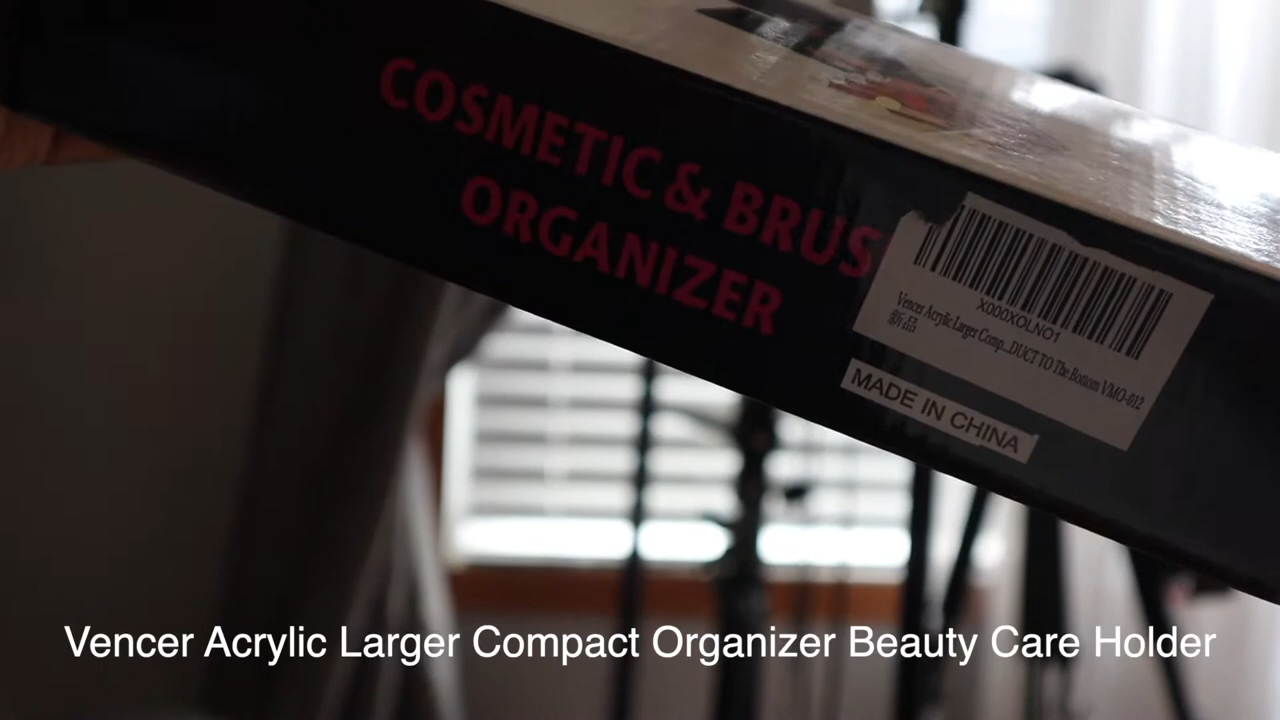 COSMETIC & BRUS
ORGANIZER
X000XOLNO1
Vencer Acrylic Larger Comp...DUCT TO The Bottom VMO-012
新品
MADE IN CHINA
Vencer Acrylic Larger Compact Organizer Beauty Care Holder